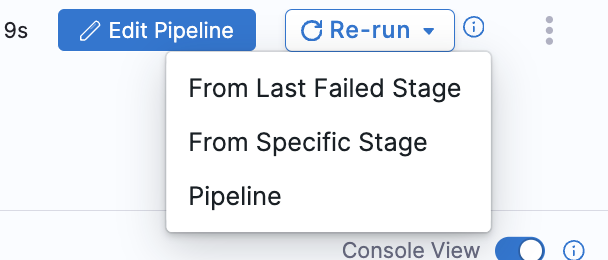 9s Edit Pipeline Re-run
From Last Failed Stage
From Specific Stage
Pipeline
Console View